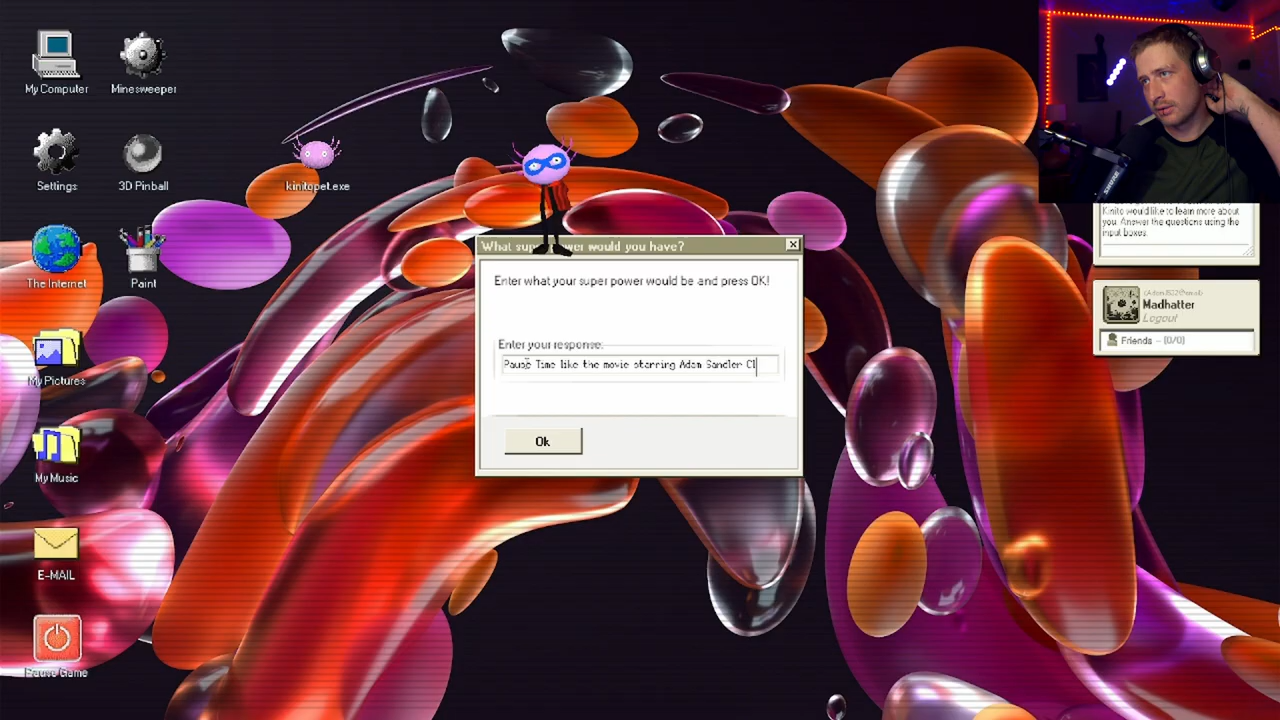 My Computer
Minesweeper
Settings
3D Pinball
kinitopet.exe
The Internet
Paint
My Pictures
My Music
E-MAIL
Pause Game
What super power would you have?
Enter what your super power would be and press OK!
Enter your response:
Pause Time like the movie starring Adam Sandler Cl
Ok
Kinito would like to learn more about
you. Answer the questions using the
input boxes.
Madhatter
Logout
Friends - (0/0)
SHURE